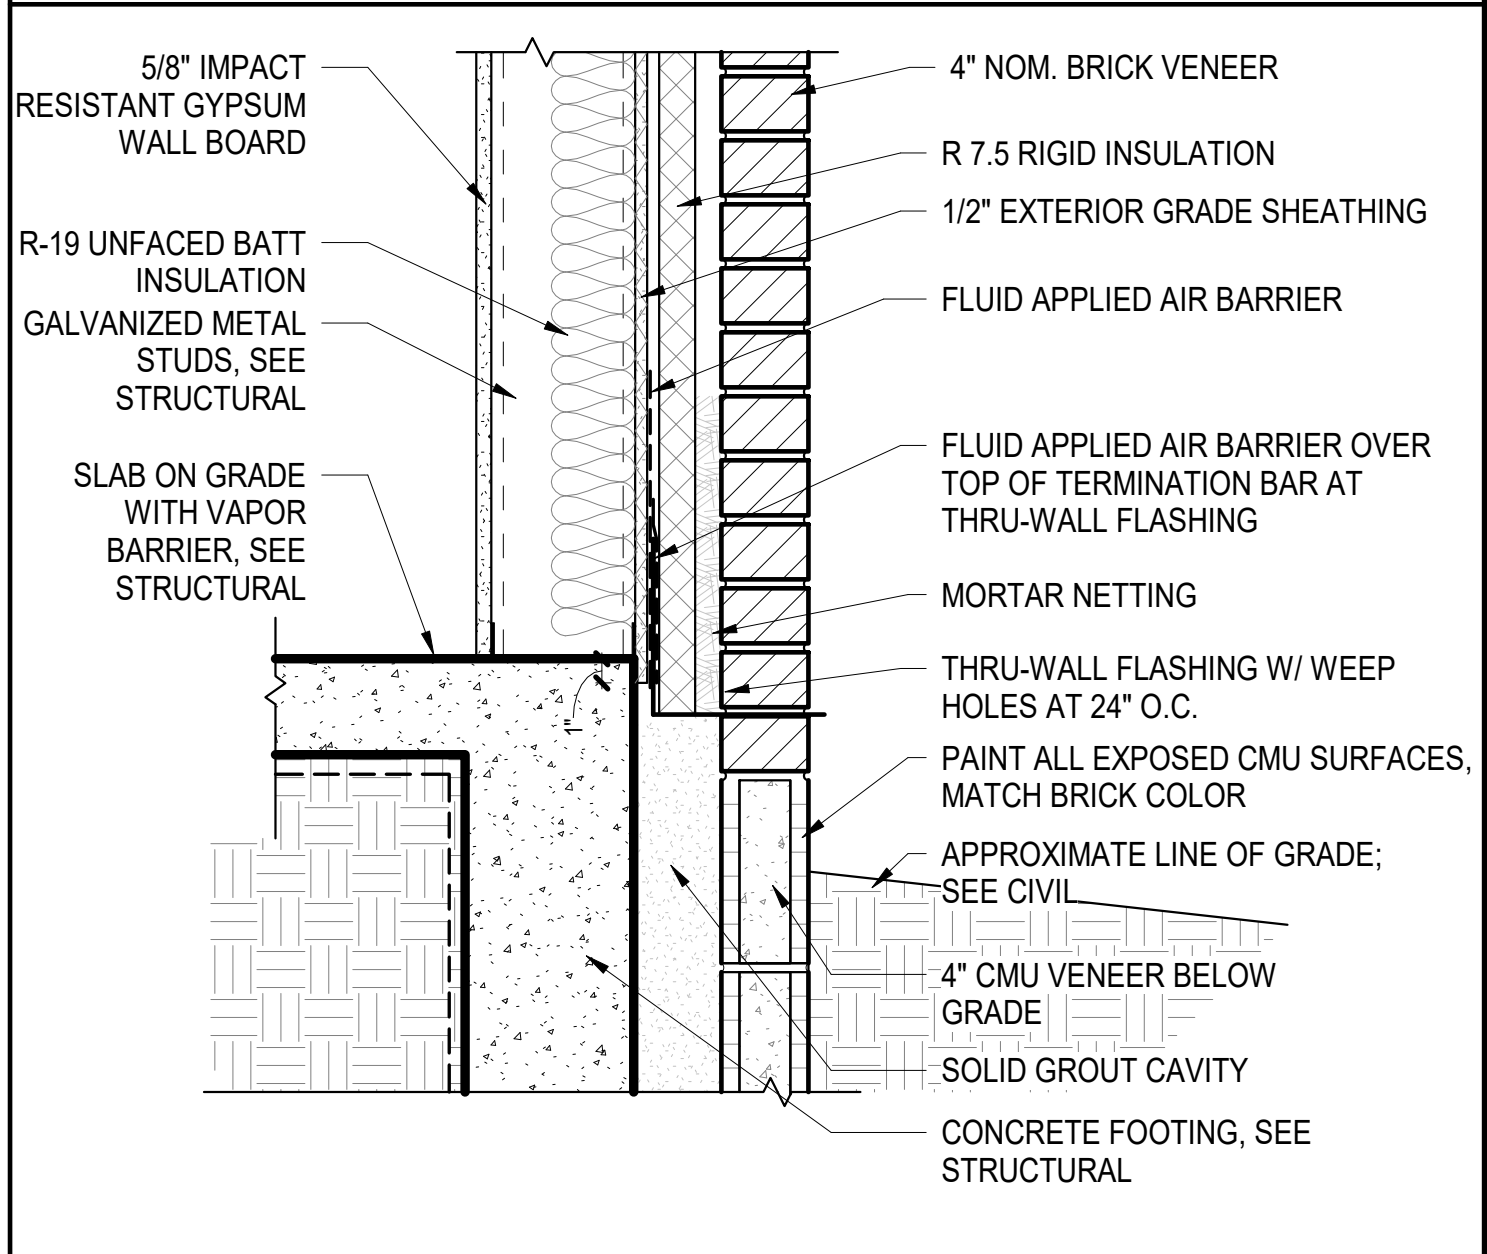 5/8" IMPACT
RESISTANT GYPSUM
WALL BOARD
R-19 UNFACED BATT
INSULATION
GALVANIZED METAL
STUDS, SEE
STRUCTURAL
SLAB ON GRADE
WITH VAPOR
BARRIER, SEE
STRUCTURAL
1"
4" NOM. BRICK VENEER
R 7.5 RIGID INSULATION
1/2" EXTERIOR GRADE SHEATHING
FLUID APPLIED AIR BARRIER
FLUID APPLIED AIR BARRIER OVER
TOP OF TERMINATION BAR AT
THRU-WALL FLASHING
MORTAR NETTING
THRU-WALL FLASHING W/ WEEP
HOLES AT 24" O.C.
PAINT ALL EXPOSED CMU SURFACES,
MATCH BRICK COLOR
APPROXIMATE LINE OF GRADE;
SEE CIVIL
4" CMU VENEER BELOW
GRADE
SOLID GROUT CAVITY
CONCRETE FOOTING, SEE
STRUCTURAL